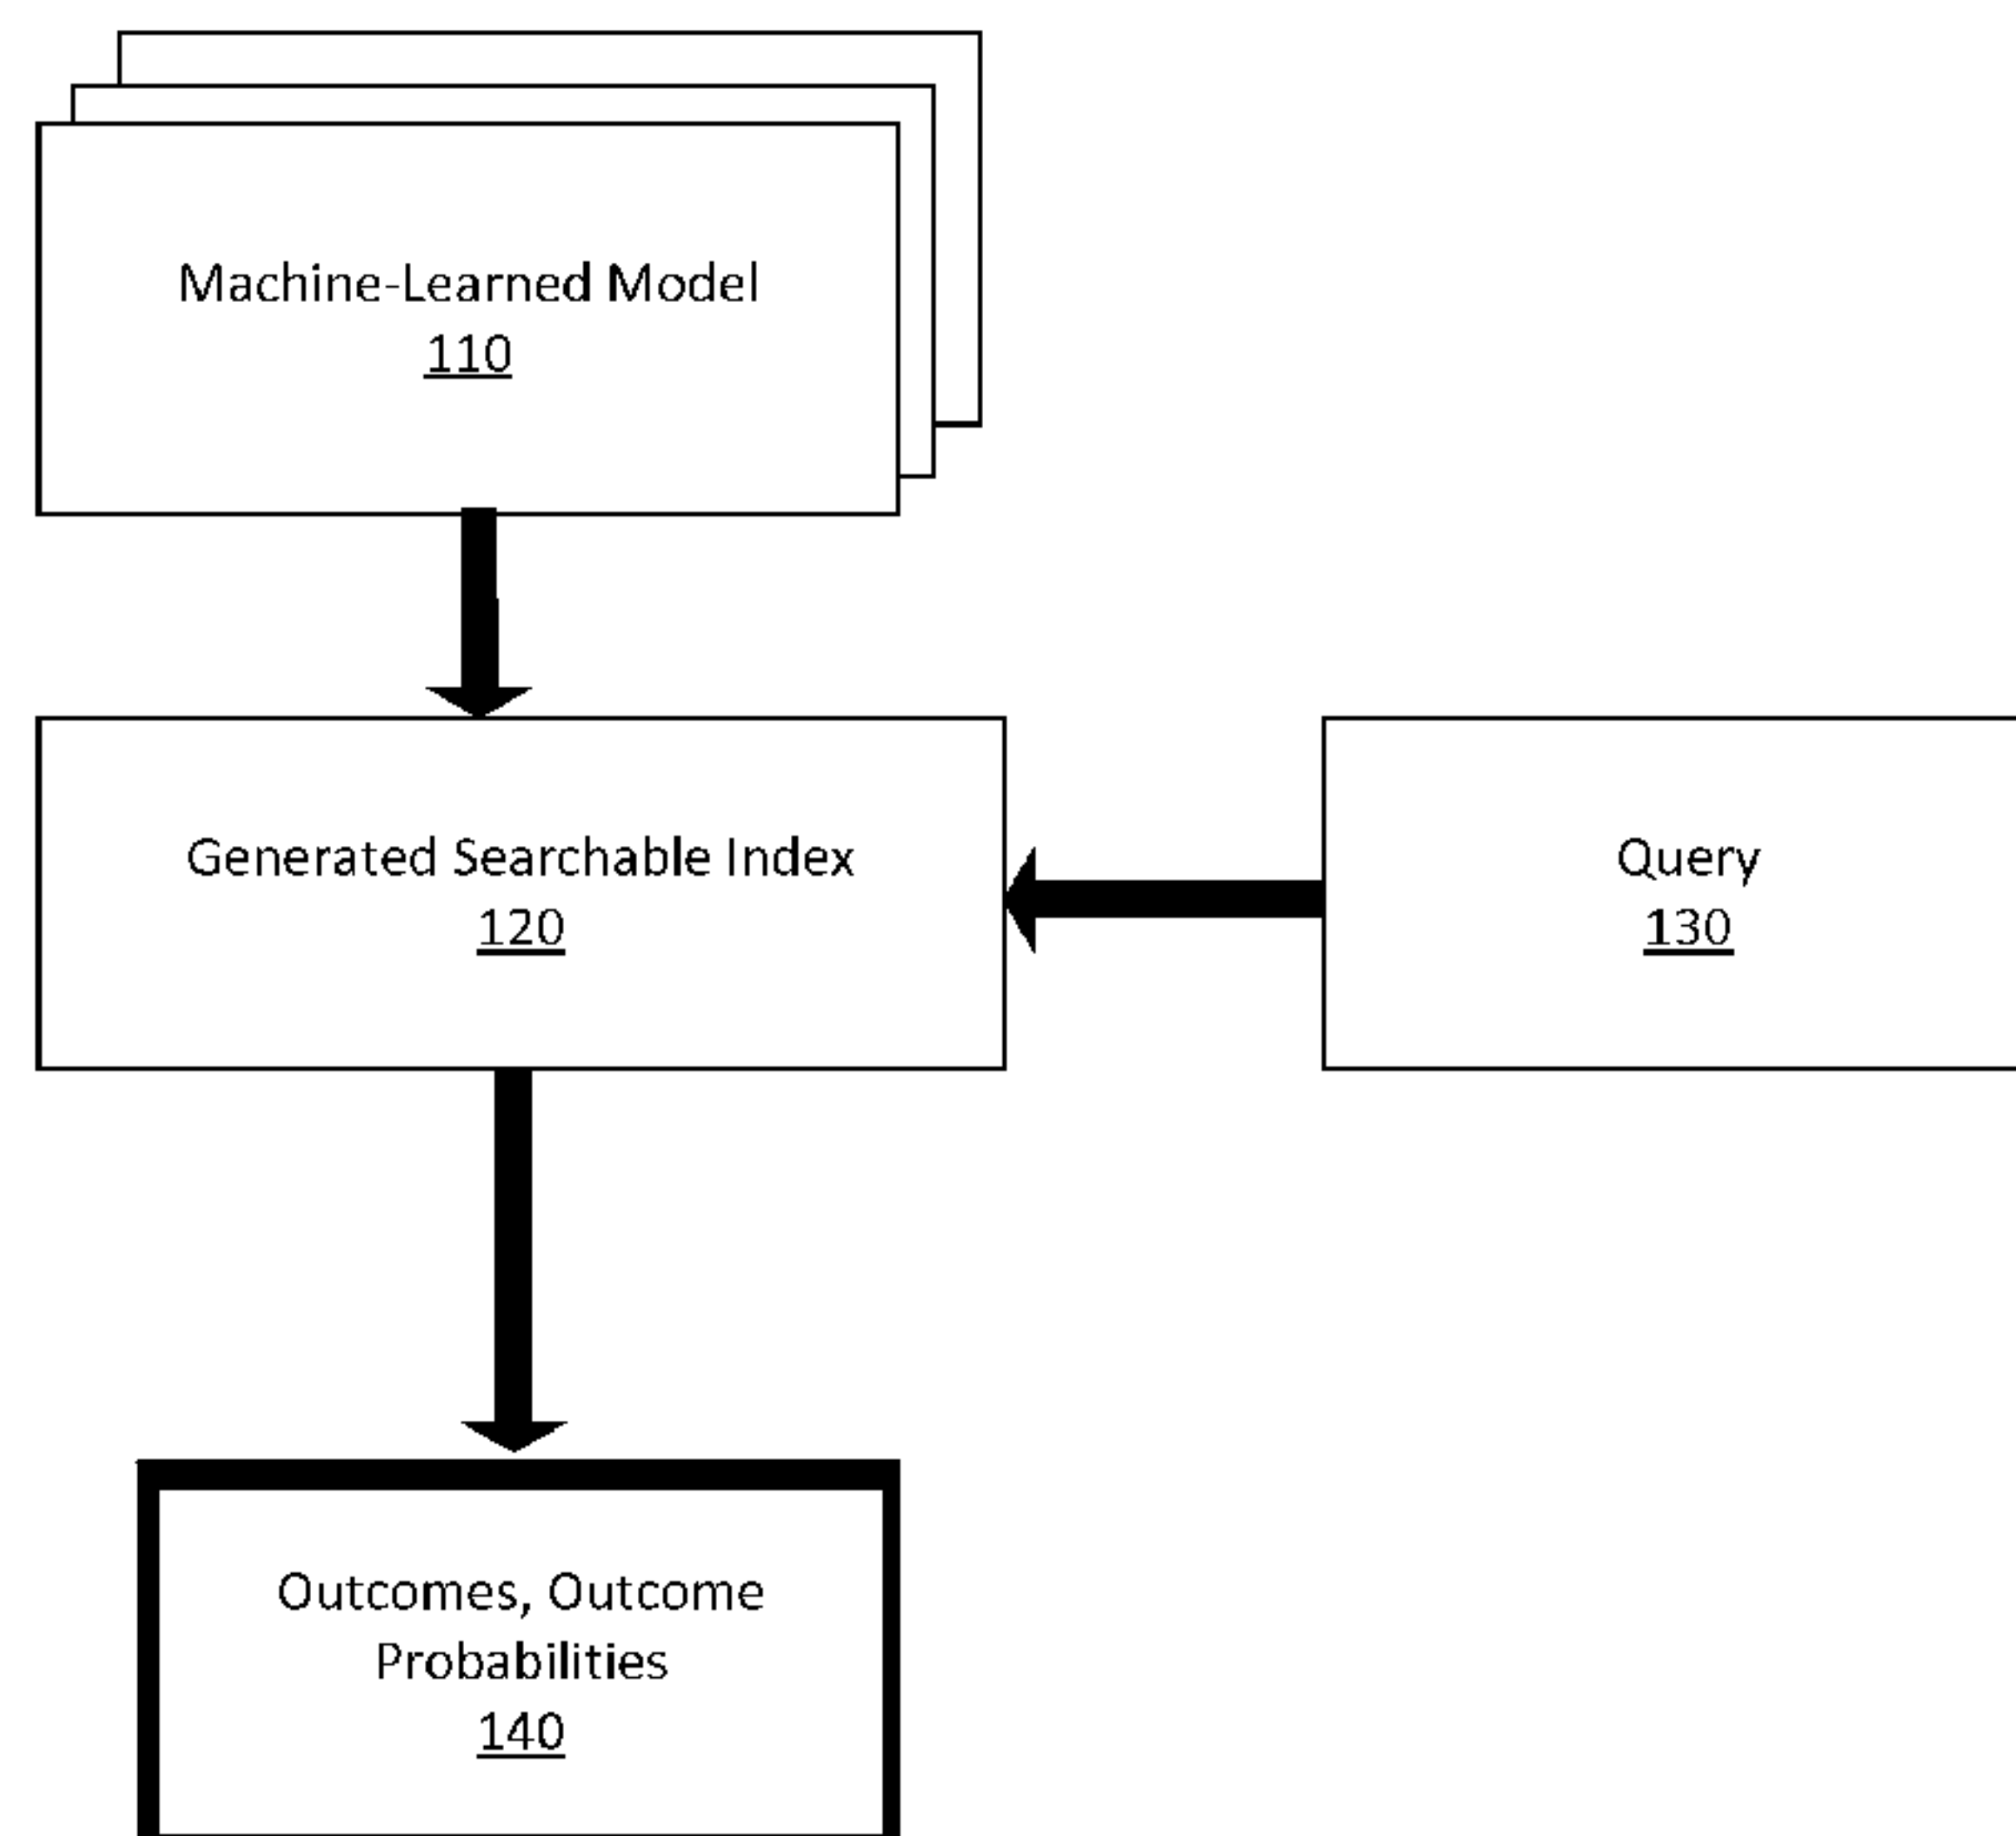 Machine-Learned Model
110
Generated Searchable Index
120
Query
130
Outcomes, Outcome
Probabilities
140